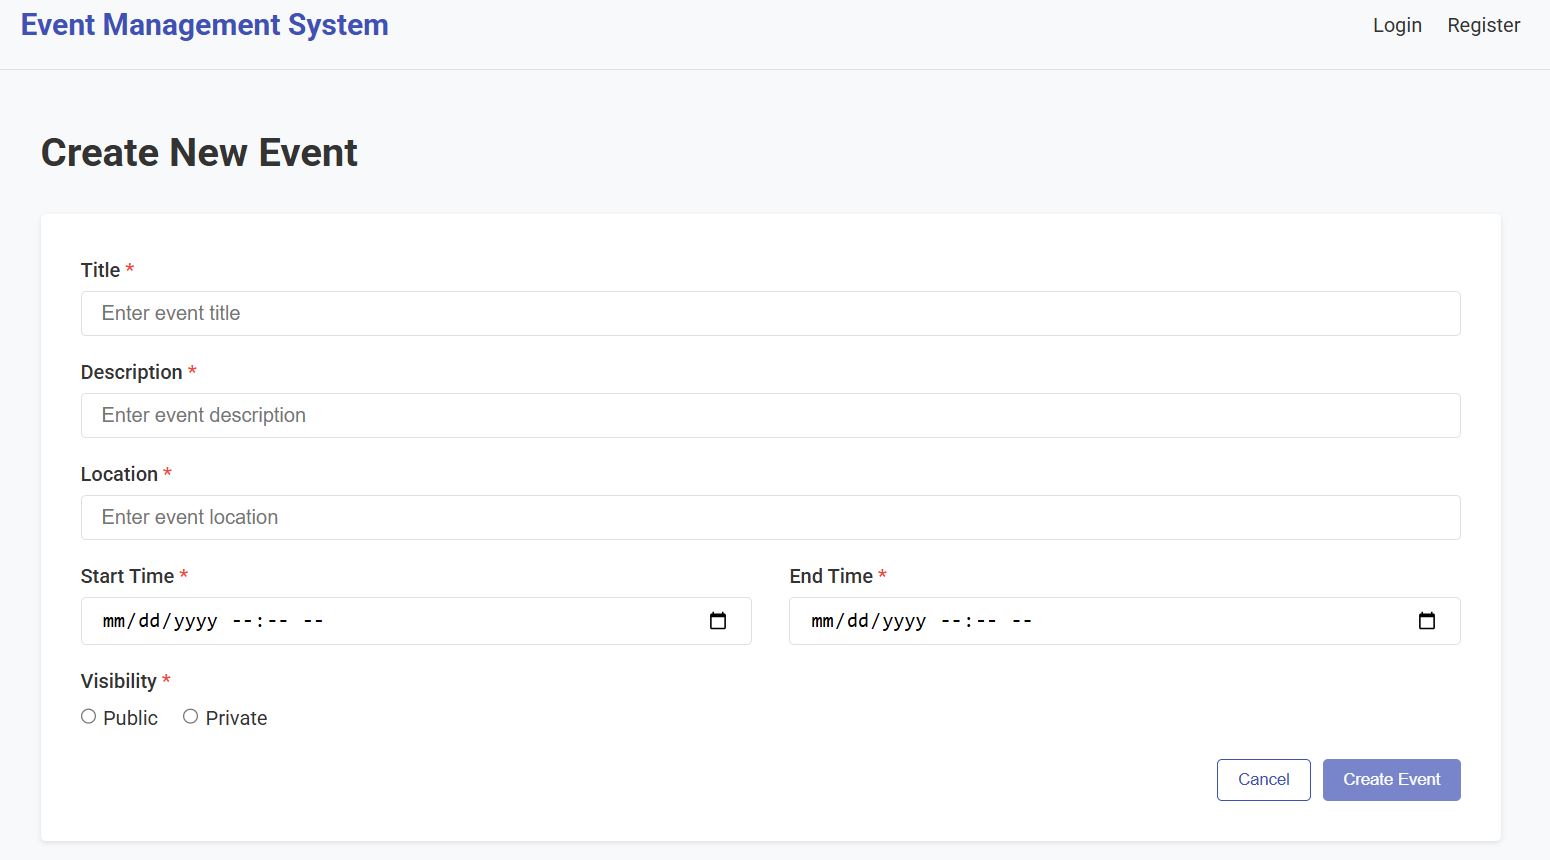 Event Management System
Login Register
Create New Event
Title *
Enter event title
Description *
Enter event description
Location *
Enter event location
Start Time * End Time *
mm/dd/yyyy --:-- -- mm/dd/yyyy --:-- --
Visibility *
Public Private
Cancel Create Event